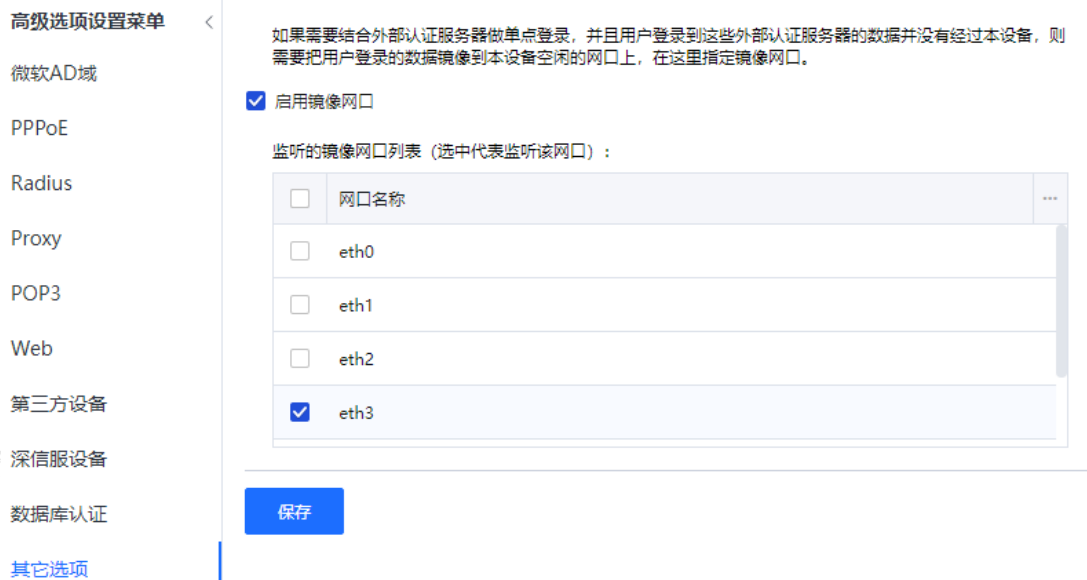 高级选项设置菜单
微软AD域
PPPoE
Radius
Proxy
POP3
Web
第三方设备
深信服设备
数据库认证
其它选项
如果需要结合外部认证服务器做单点登录，并且用户登录到这些外部认证服务器的数据并没有经过本设备，则
需要把用户登录的数据镜像到本设备空闲的网口上，在这里指定镜像网口。
启用镜像网口
监听的镜像网口列表（选中代表监听该网口）：
网口名称
eth0
eth1
eth2
eth3
保存